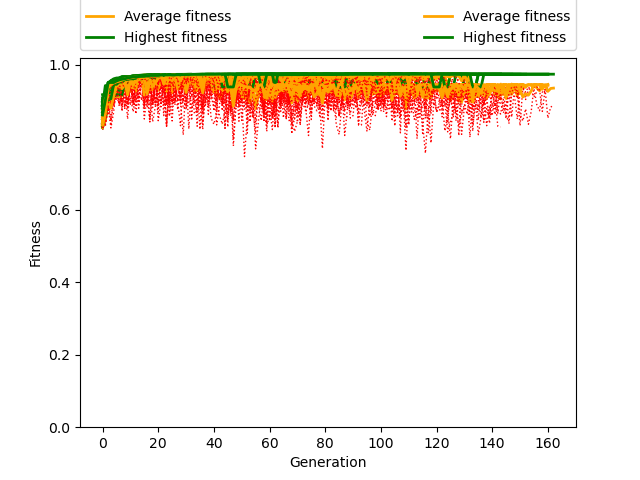 Average fitness Average fitness
Highest fitness Highest fitness
1.0
0.8
0.6
0.4
0.2
0.0
Fitness
0 20 40 60 80 100 120 140 160
Generation